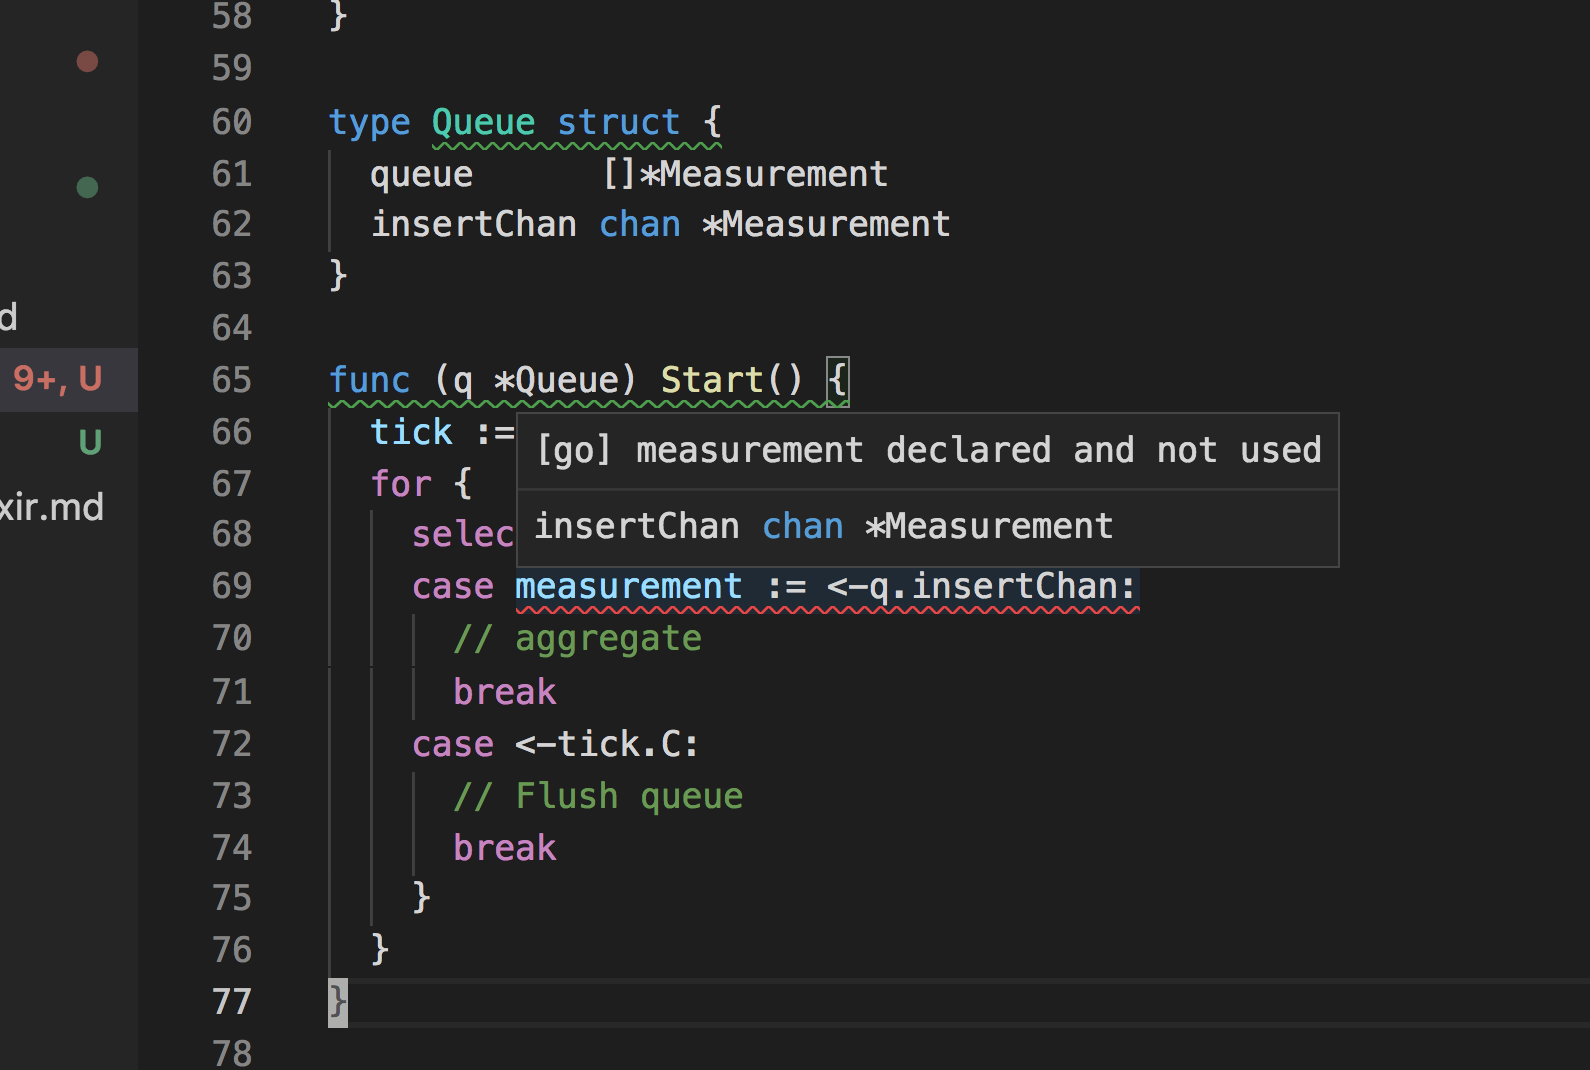 58 }
59
60 type Queue struct {
61 queue []*Measurement
62 insertChan chan *Measurement
63 }
d
64
9+, U
65 func (q *Queue) Start() {
U
66 tick :=
[go] measurement declared and not used
67 for {
xir.md
68 selec
insertChan chan *Measurement
69 case measurement := <-q.insertChan:
70 // aggregate
71 break
72 case <-tick.C:
73 // Flush queue
74 break
75 }
76 }
77 }
78